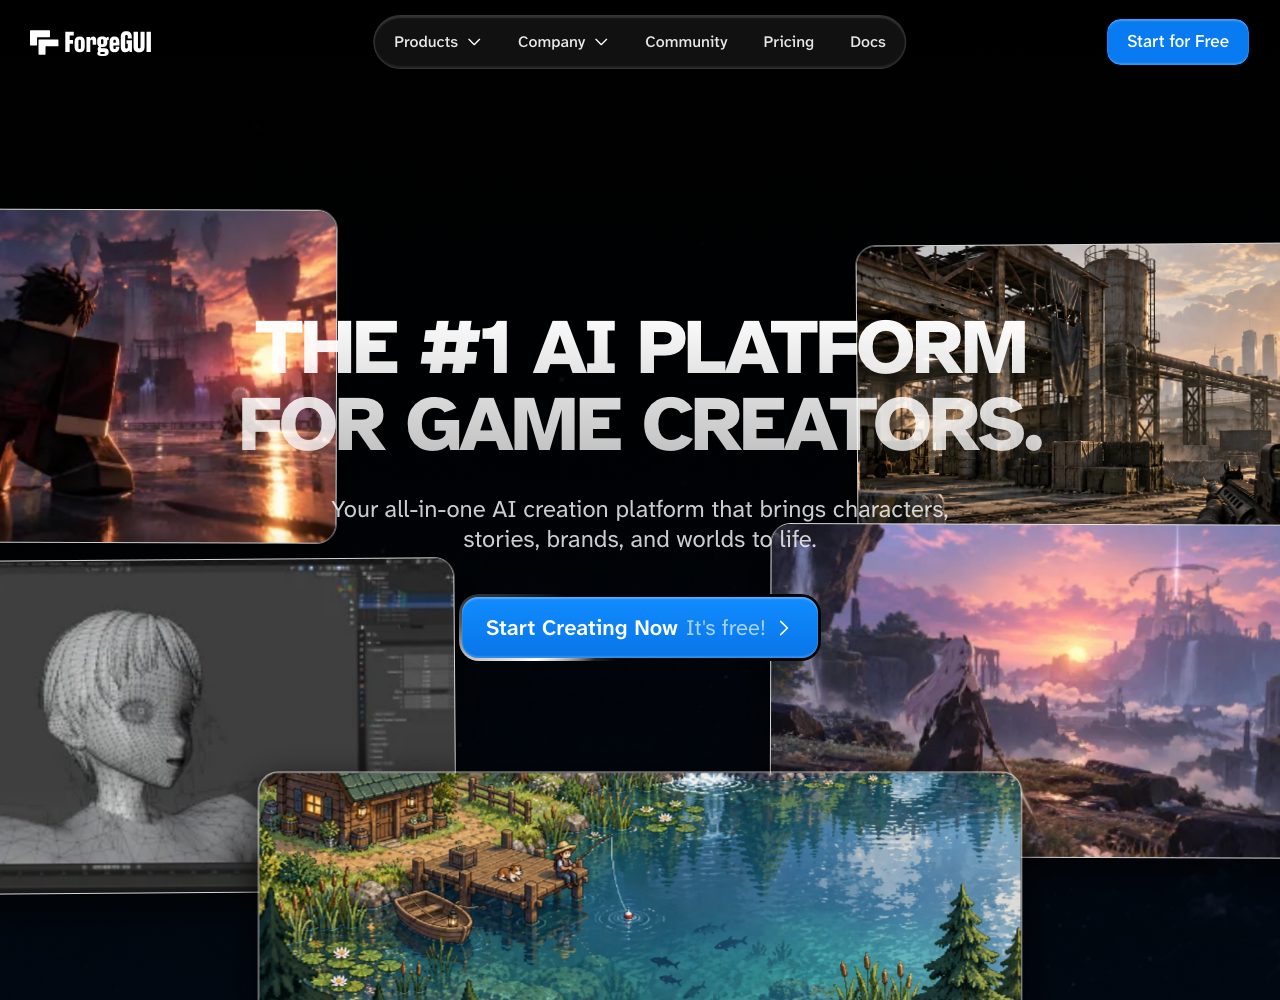 ForgeGUI
Products
Company
Community
Pricing
Docs
Start for Free
THE #1 AI PLATFORM
FOR GAME CREATORS.
Your all-in-one AI creation platform that brings characters,
stories, brands, and worlds to life.
Start Creating Now It's free!